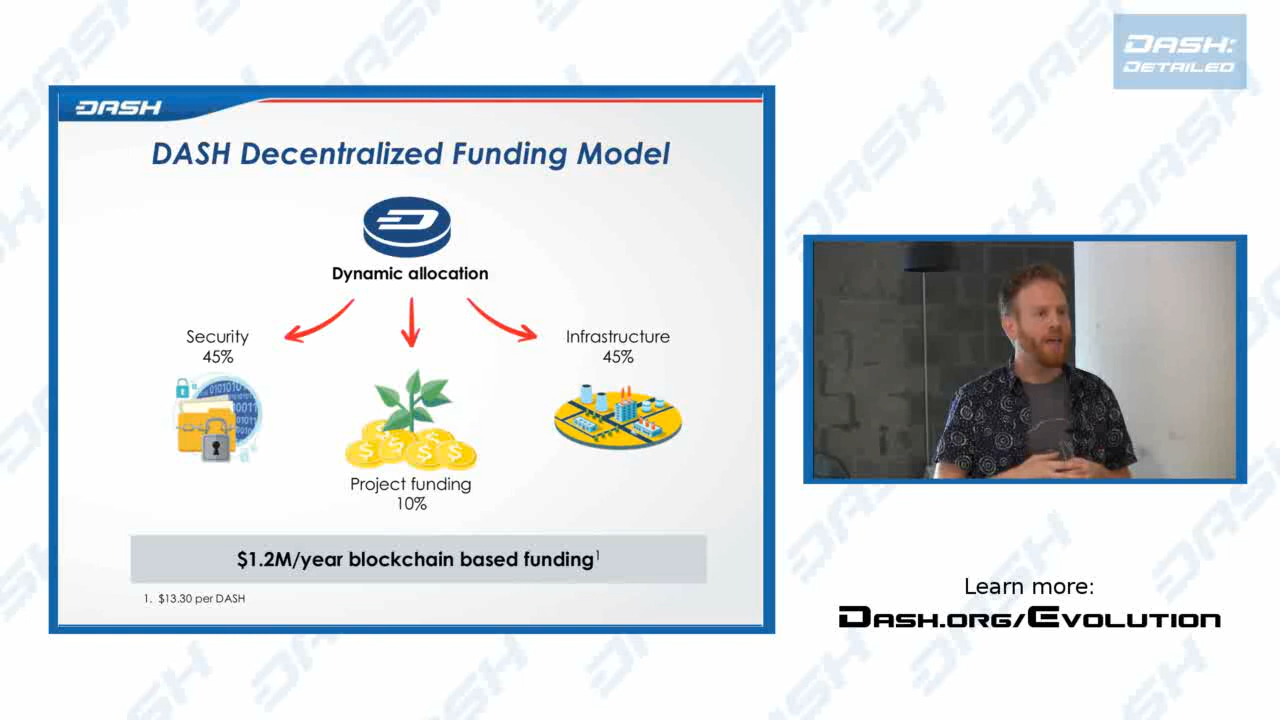 DASH:
DETAILED
DASH
DASH Decentralized Funding Model
Dynamic allocation
Security
45%
Infrastructure
45%
Project funding
10%
$1.2M/year blockchain based funding1
1. $13.30 per DASH
Learn more:
DASH.ORG/EVOLUTION